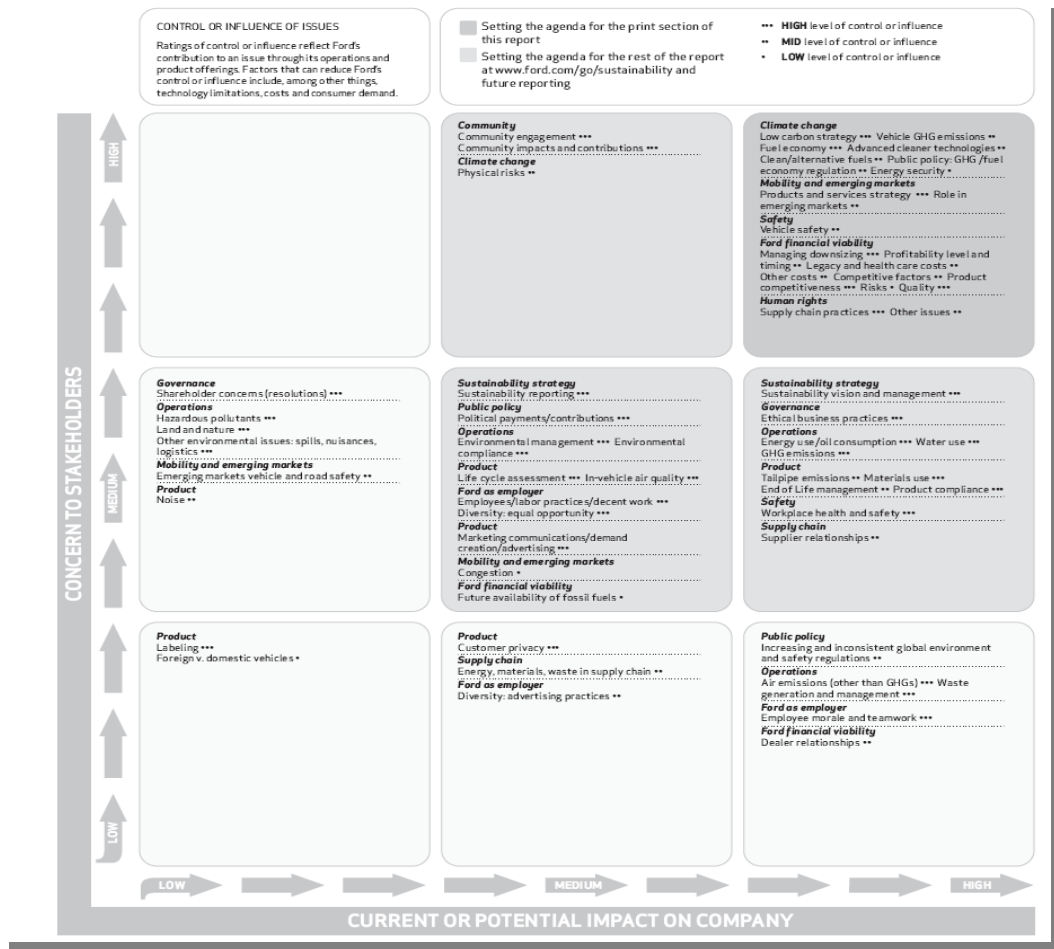 CONTROL OR INFLUENCE OF ISSUES
Ratings of control or influence reflect Ford's
contribution to an issue through its operations and
product offerings. Factors that can reduce Ford's
control or influence include, among other things,
technology limitations, costs and consumer demand.
Setting the agenda for the print section of
this report
Setting the agenda for the rest of the report
at www.ford.com/go/sustainability and
future reporting
••• HIGH level of control or influence
•• MID level of control or influence
• LOW level of control or influence
CONCERN TO STAKEHOLDERS
HIGH
MEDIUM
LOW
Community
Community engagement •••
Community impacts and contributions •••
Climate change
Physical risks ••
Climate change
Low carbon strategy ••• Vehicle GHG emissions ••
Fuel economy ••• Advanced cleaner technologies ••
Clean/alternative fuels •• Public policy: GHG /fuel
economy regulation •• Energy security •
Mobility and emerging markets
Products and services strategy ••• Role in
emerging markets ••
Safety
Vehicle safety ••
Ford financial viability
Managing downsizing ••• Profitability level and
timing •• Legacy and health care costs ••
Other costs •• Competitive factors •• Product
competitiveness ••• Risks • Quality •••
Human rights
Supply chain practices ••• Other issues ••
Governance
Shareholder concerns (resolutions) •••
Operations
Hazardous pollutants •••
Land and nature •••
Other environmental issues: spills, nuisances,
logistics •••
Mobility and emerging markets
Emerging markets vehicle and road safety ••
Product
Noise ••
Sustainability strategy
Sustainability reporting •••
Public policy
Political payments/contributions •••
Operations
Environmental management ••• Environmental
compliance •••
Product
Life cycle assessment ••• In-vehicle air quality •••
Ford as employer
Employees/labor practices/decent work •••
Diversity: equal opportunity •••
Product
Marketing communications/demand
creation/advertising •••
Mobility and emerging markets
Congestion •
Ford financial viability
Future availability of fossil fuels •
Sustainability strategy
Sustainability vision and management •••
Governance
Ethical business practices •••
Operations
Energy use/oil consumption ••• Water use •••
GHG emissions •••
Product
Tailpipe emissions •• Materials use •••
End of Life management •• Product compliance •••
Safety
Workplace health and safety •••
Supply chain
Supplier relationships ••
Product
Labeling •••
Foreign v. domestic vehicles •
Product
Customer privacy •••
Supply chain
Energy, materials, waste in supply chain ••
Ford as employer
Diversity: advertising practices ••
Public policy
Increasing and inconsistent global environment
and safety regulations ••
Operations
Air emissions (other than GHGs) ••• Waste
generation and management •••
Ford as employer
Employee morale and teamwork •••
Ford financial viability
Dealer relationships ••
LOW
MEDIUM
HIGH
CURRENT OR POTENTIAL IMPACT ON COMPANY